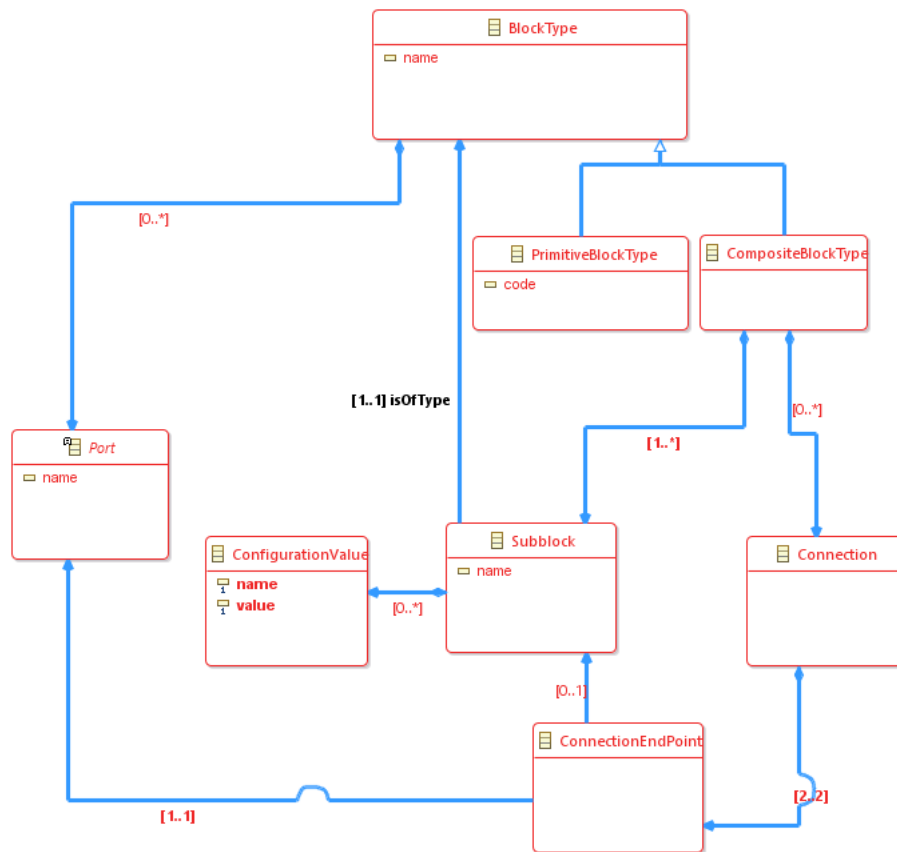 BlockType
name
[0..*]
PrimitiveBlockType
code
CompositeBlockType
[1..1] isOfType
[0..*]
[1..*]
Port
name
ConfigurationValue
name
value
[0..*]
Subblock
name
Connection
[0..1]
ConnectionEndPoint
[1..1]
[2..2]